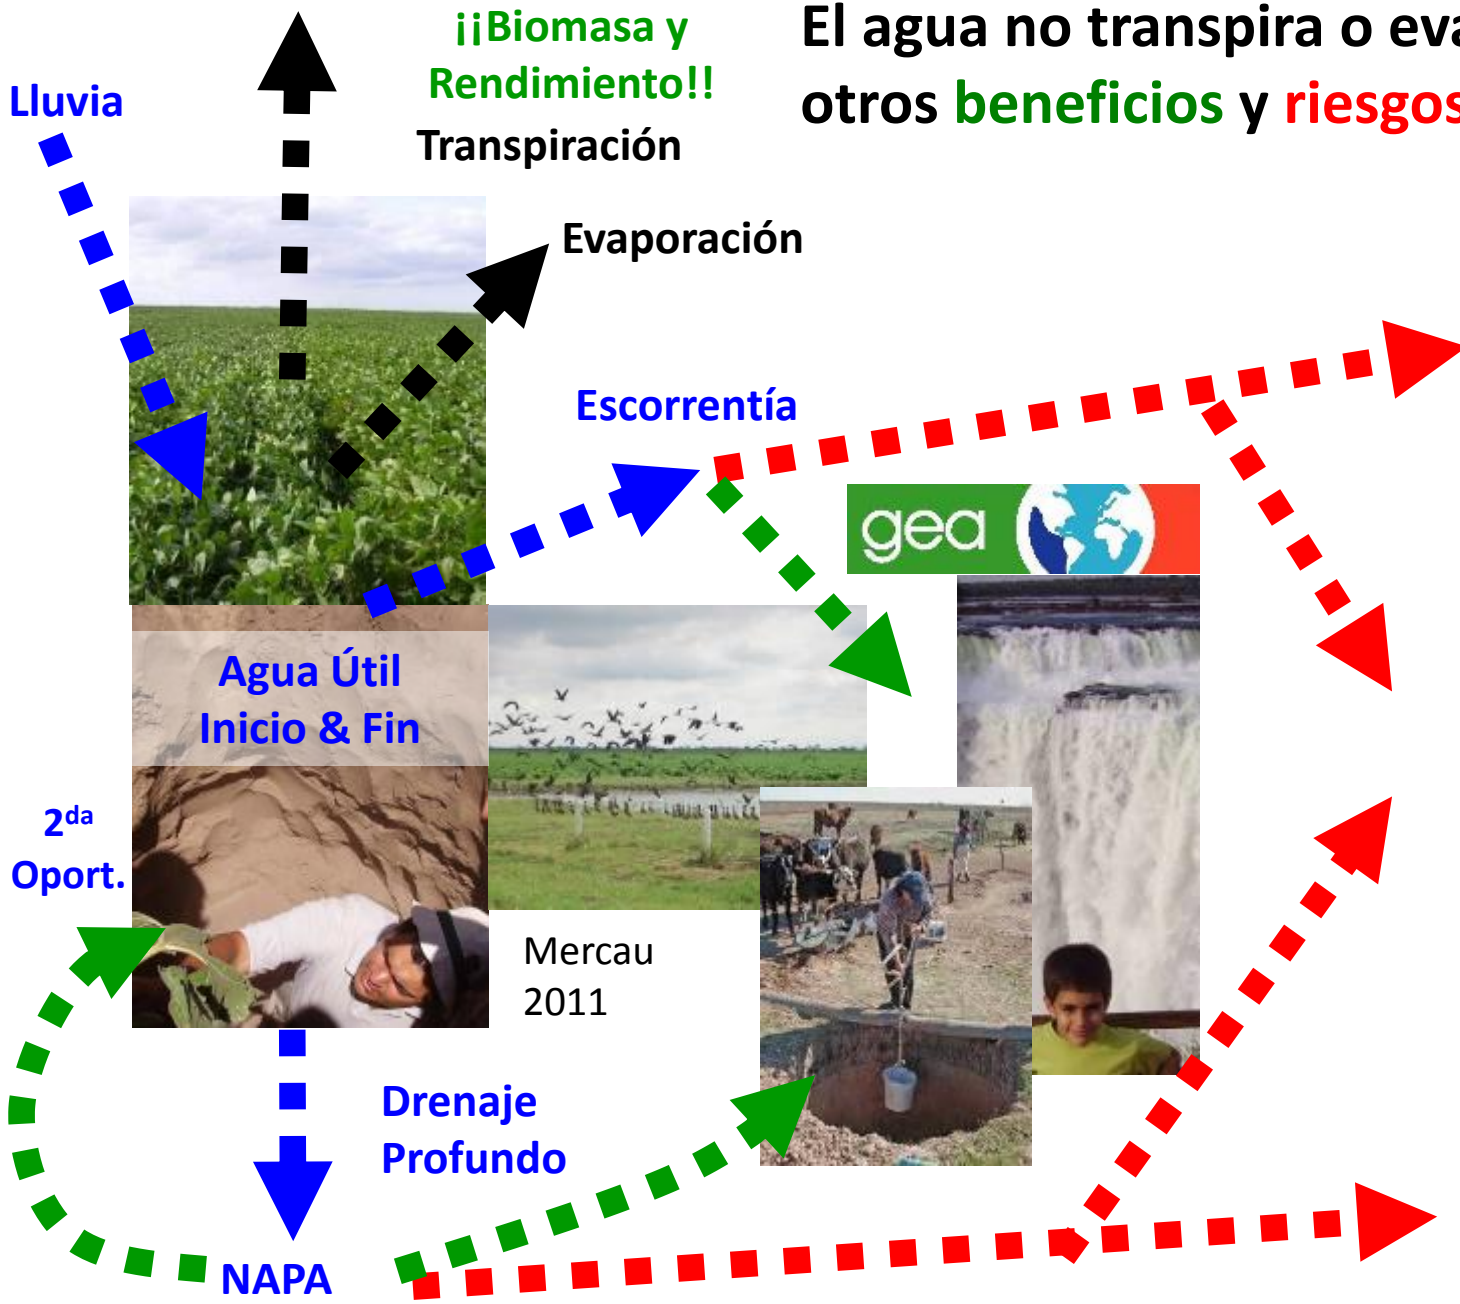 ¡¡Biomasa y
Rendimiento!!
El agua no transpira o eva
otros beneficios y riesgos
Lluvia
Transpiración
Evaporación
Escorrentía
gea
Agua Útil
Inicio & Fin
2da
Oport.
Mercau
2011
Drenaje
Profundo
NAPA